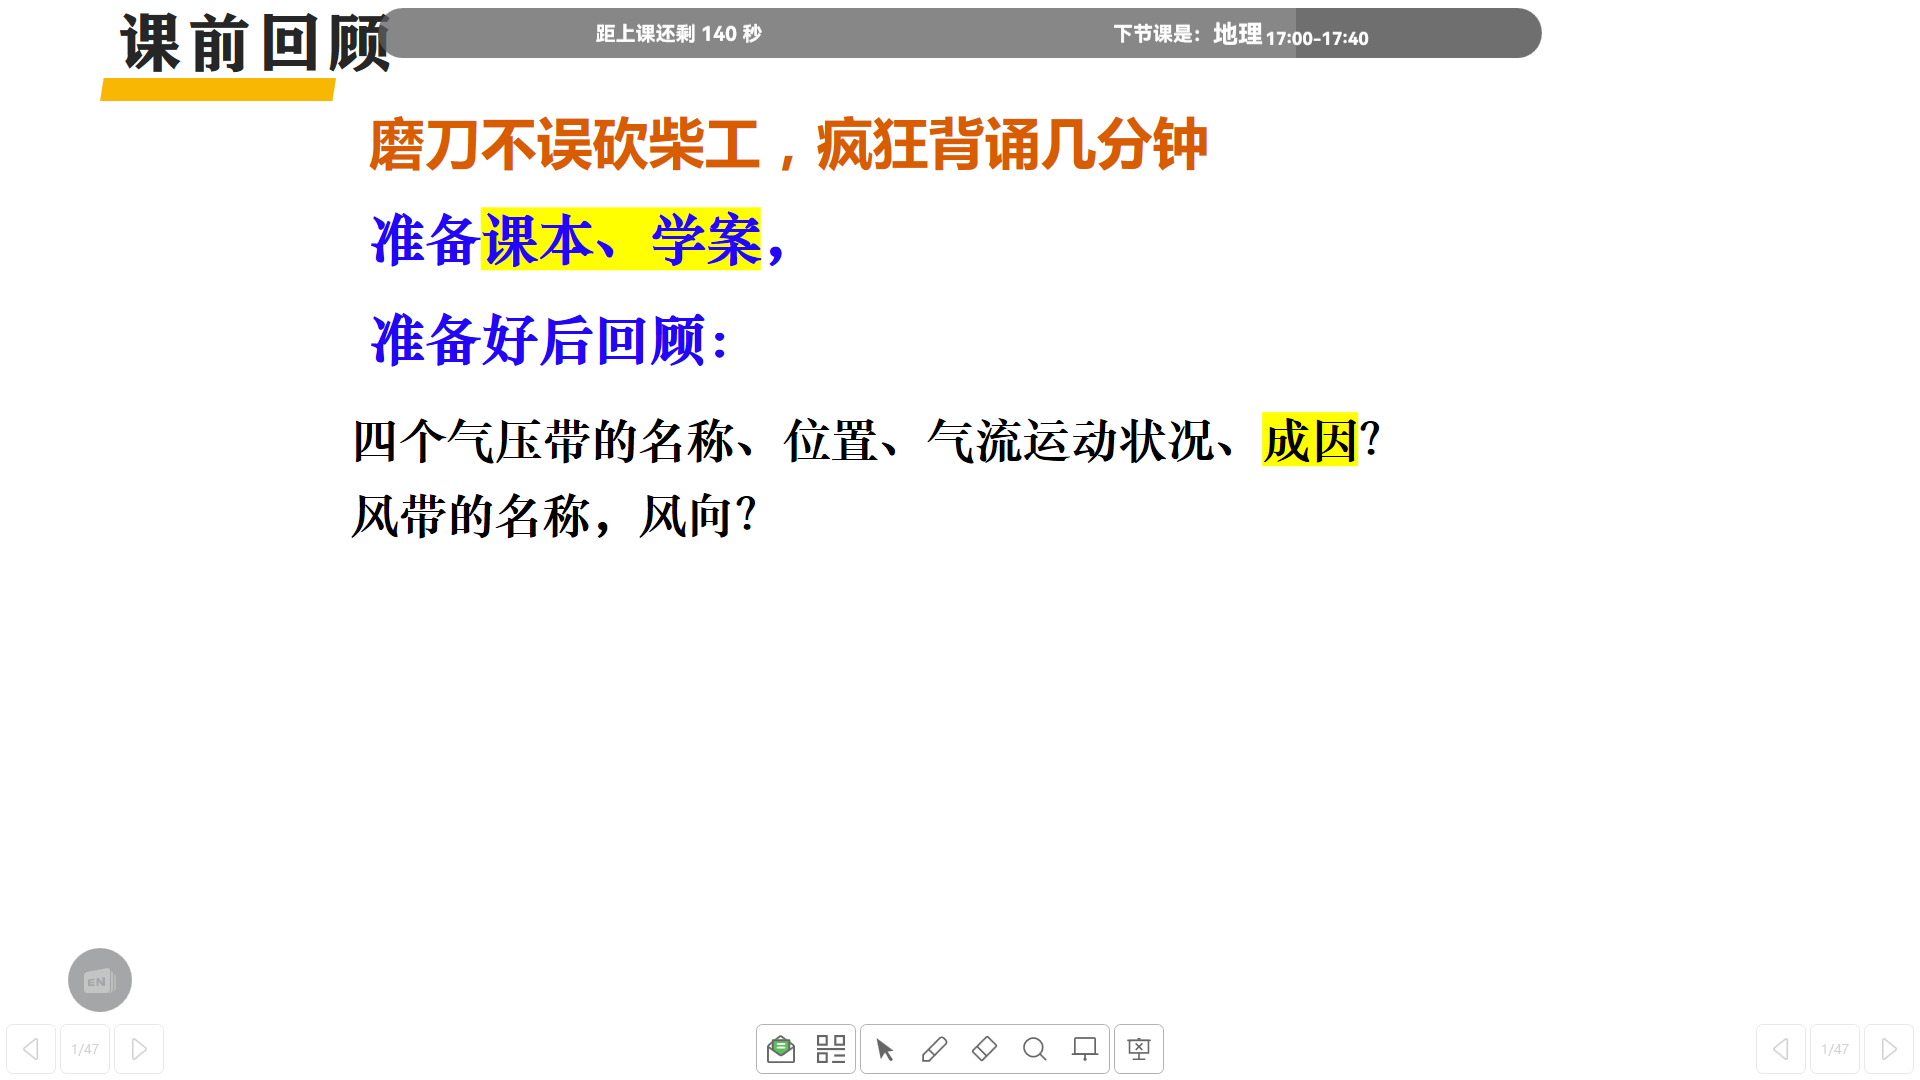 课前回顾
距上课还剩 140 秒
下节课是：地理 17:00-17:40
磨刀不误砍柴工，疯狂背诵几分钟
准备课本、学案，
准备好后回顾：
四个气压带的名称、位置、气流运动状况、成因？
风带的名称，风向？
EN
1/47
1/47